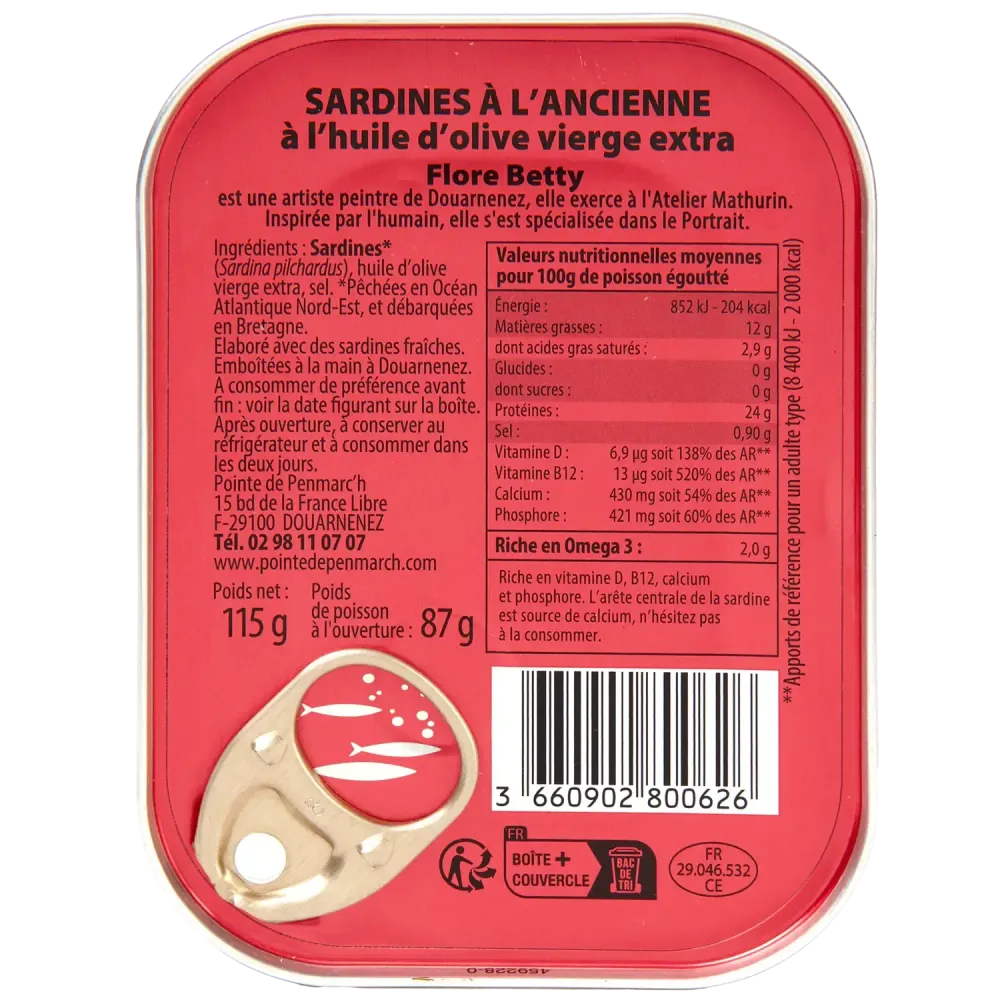 SARDINES À L'ANCIENNE
à l'huile d'olive vierge extra
Flore Betty
est une artiste peintre de Douarnenez, elle exerce à l'Atelier Mathurin.
Inspirée par l'humain, elle s'est spécialisée dans le Portrait.
Ingrédients : Sardines*
(Sardina pilchardus), huile d'olive
vierge extra, sel. *Pêchées en Océan
Atlantique Nord-Est, et débarquées
en Bretagne.
Elaboré avec des sardines fraîches.
Emboîtées à la main à Douarnenez.
A consommer de préférence avant
fin : voir la date figurant sur la boîte.
Après ouverture, à conserver au
réfrigérateur et à consommer dans
les deux jours.
Pointe de Penmarc'h
15 bd de la France Libre
F-29100 DOUARNENEZ
Tél. 02 98 11 07 07
www.pointedepenmarch.com
Poids net :
115 g
Poids
de poisson
à l'ouverture : 87 g
Valeurs nutritionnelles moyennes
pour 100g de poisson égoutté
Énergie : 852 kJ - 204 kcal
Matières grasses : 12 g
dont acides gras saturés : 2,9 g
Glucides : 0 g
dont sucres : 0 g
Protéines : 24 g
Sel : 0,90 g
Vitamine D : 6,9 µg soit 138% des AR**
Vitamine B12 : 13 µg soit 520% des AR**
Calcium : 430 mg soit 54% des AR**
Phosphore : 421 mg soit 60% des AR**
Riche en Omega 3 : 2,0 g
Riche en vitamine D, B12, calcium
et phosphore. L'arête centrale de la sardine
est source de calcium, n'hésitez pas
à la consommer.
**Apports de référence pour un adulte type (8 400 kJ - 2 000 kcal)
3 660902 800626
FR
BOÎTE +
COUVERCLE
BAC
DE
TRI
FR
29.046.532
CE
8
459228-0